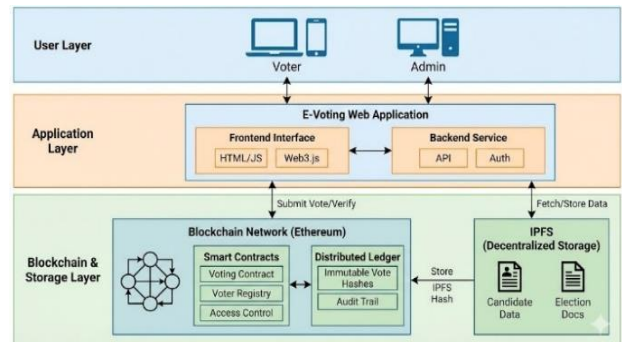 User Layer
Voter
Admin
Application
Layer
E-Voting Web Application
Frontend Interface
HTML/JS
Web3.js
Backend Service
API
Auth
Submit Vote/Verify
Fetch/Store Data
Blockchain &
Storage Layer
Blockchain Network (Ethereum)
Smart Contracts
Voting Contract
Voter Registry
Access Control
Distributed Ledger
Immutable Vote
Hashes
Audit Trail
Store
IPFS
Hash
IPFS
(Decentralized Storage)
Candidate
Data
Election
Docs